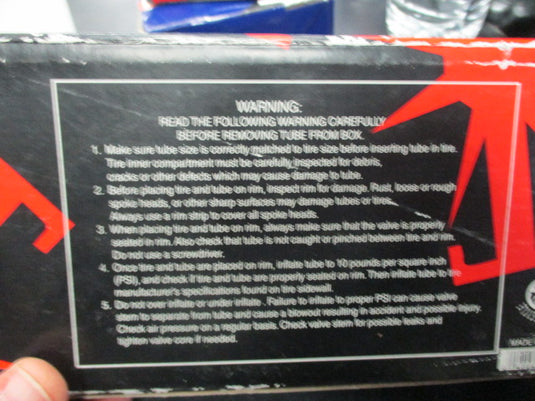 WARNING:
READ THE FOLLOWING WARNING CAREFULLY
BEFORE REMOVING TUBE FROM BOX.
1. Make sure tube size is correctly matched to tire size before inserting tube in tire.
Tire inner compartment must be carefully inspected for debris,
cracks or other defects which may cause damage to tube.
2. Before placing tire and tube on rim, inspect rim for damage. Rust, loose or rough
spoke heads, or other sharp surfaces may damage tubes or tires.
Always use a rim strip to cover all spoke heads.
3. When placing tire and tube on rim, always make sure that the valve is properly
seated in rim. Also check that tube is not caught or pinched between tire and rim.
Do not use a screwdriver.
4. Once tire and tube are placed on rim, inflate tube to 10 pounds per square inch
(PSI), and check if tire and tube are properly seated on rim. Then inflate tube to tire
manufacturer's specifications found on the sidewall.
5. Do not over inflate or under inflate . Failure to inflate to proper PSI can cause valve
stem to separate from tube and cause a blowout resulting in accident and possible injury.
Check air pressure on a regular basis. Check valve stem for possible leaks and
tighten valve core if needed.
MADE